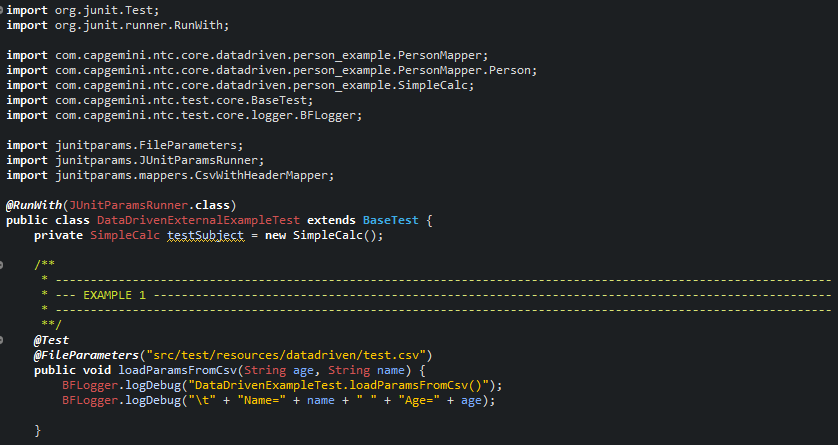 import org.junit.Test;
import org.junit.runner.RunWith;
import com.capgemini.ntc.core.datadriven.person_example.PersonMapper;
import com.capgemini.ntc.core.datadriven.person_example.PersonMapper.Person;
import com.capgemini.ntc.core.datadriven.person_example.SimpleCalc;
import com.capgemini.ntc.test.core.BaseTest;
import com.capgemini.ntc.test.core.logger.BFLogger;
import junitparams.FileParameters;
import junitparams.JUnitParamsRunner;
import junitparams.mappers.CsvWithHeaderMapper;
@RunWith(JUnitParamsRunner.class)
public class DataDrivenExternalExampleTest extends BaseTest {
    private SimpleCalc testSubject = new SimpleCalc();
    /**
     * ---------------------------------------------------------------------------------------------------------------
     * --- EXAMPLE 1 -------------------------------------------------------------------------------------------------
     * ---------------------------------------------------------------------------------------------------------------
     **/
    @Test
    @FileParameters("src/test/resources/datadriven/test.csv")
    public void loadParamsFromCsv(String age, String name) {
        BFLogger.logDebug("DataDrivenExampleTest.loadParamsFromCsv()");
        BFLogger.logDebug("\t" + "Name=" + name + " " + "Age=" + age);
    }